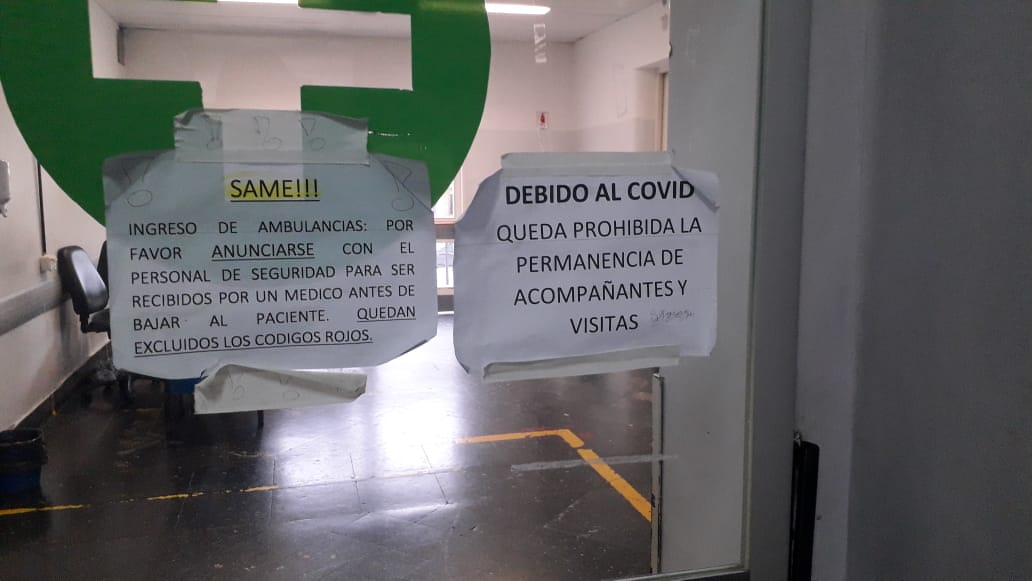 SAME!!!
INGRESO DE AMBULANCIAS: POR
FAVOR ANUNCIARSE CON EL
PERSONAL DE SEGURIDAD PARA SER
RECIBIDOS POR UN MEDICO ANTES DE
BAJAR AL PACIENTE. QUEDAN
EXCLUIDOS LOS CODIGOS ROJOS.
DEBIDO AL COVID
QUEDA PROHIBIDA LA
PERMANENCIA DE
ACOMPAÑANTES Y
VISITAS